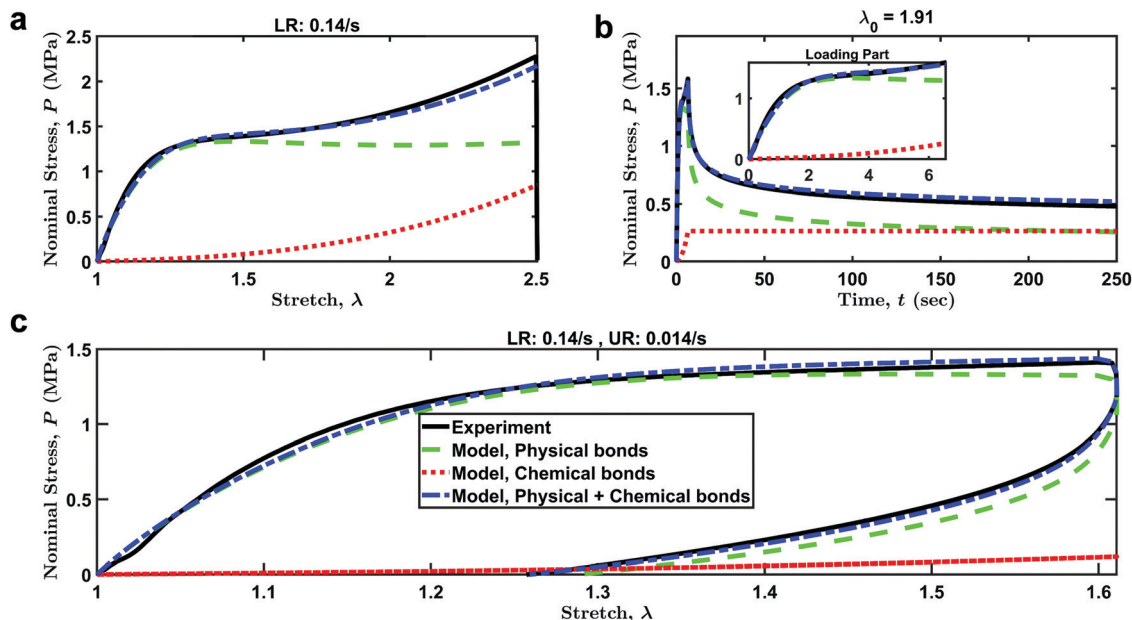 a
LR: 0.14/s
Nominal Stress, P (MPa)
2.5
2
1.5
1
0.5
0
1
1.5
2
2.5
Stretch, λ
b
λ0 = 1.91
Nominal Stress, P (MPa)
1.5
1
0.5
0
Loading Part
1
0
0
2
4
6
0
50
100
150
200
250
Time, t (sec)
c
LR: 0.14/s , UR: 0.014/s
Nominal Stress, P (MPa)
1.5
1
0.5
0
Experiment
Model, Physical bonds
Model, Chemical bonds
Model, Physical + Chemical bonds
1
1.1
1.2
1.3
1.4
1.5
1.6
Stretch, λ